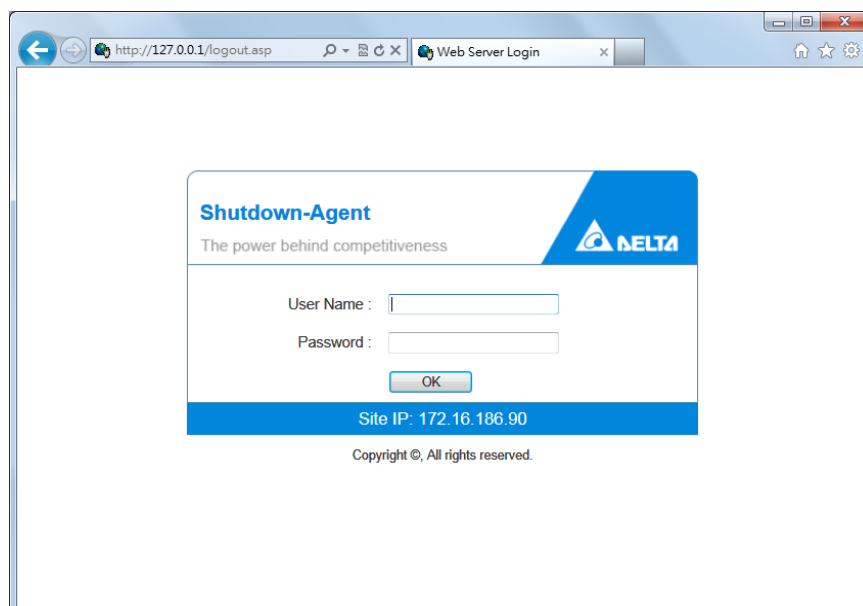 http://127.0.0.1/logout.asp
Web Server Login
Shutdown-Agent
The power behind competitiveness
DELTA
User Name :
Password :
OK
Site IP: 172.16.186.90
Copyright ©, All rights reserved.